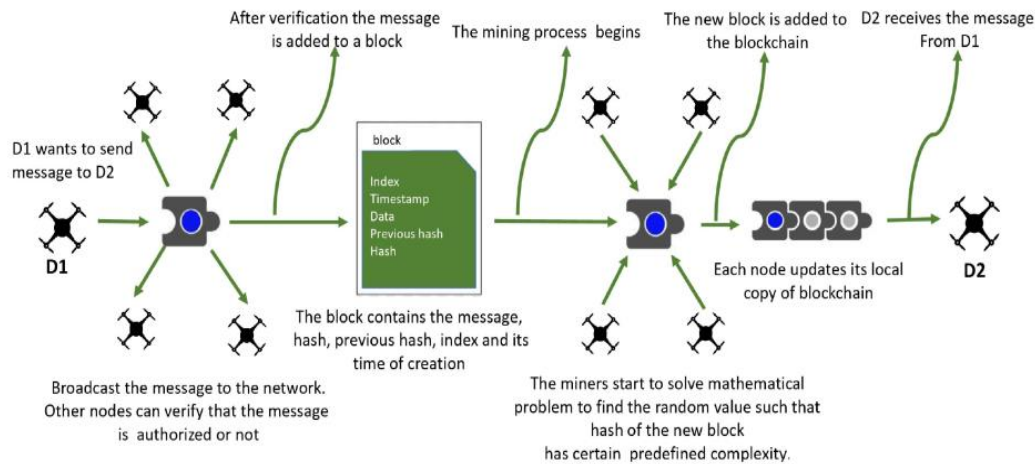 After verification the message
is added to a block
The mining process  begins
The new block is added to
the blockchain
D2 receives the message
From D1
D1 wants to send
message to D2
D1
block
Index
Timestamp
Data
Previous hash
Hash
The block contains the message,
hash, previous hash, index and its
time of creation
Broadcast the message to the network.
Other nodes can verify that the message
is  authorized or not
The miners start to solve mathematical
problem to find the random value such that
hash of the new block
has certain  predefined complexity.
Each node updates its local
copy of blockchain
D2